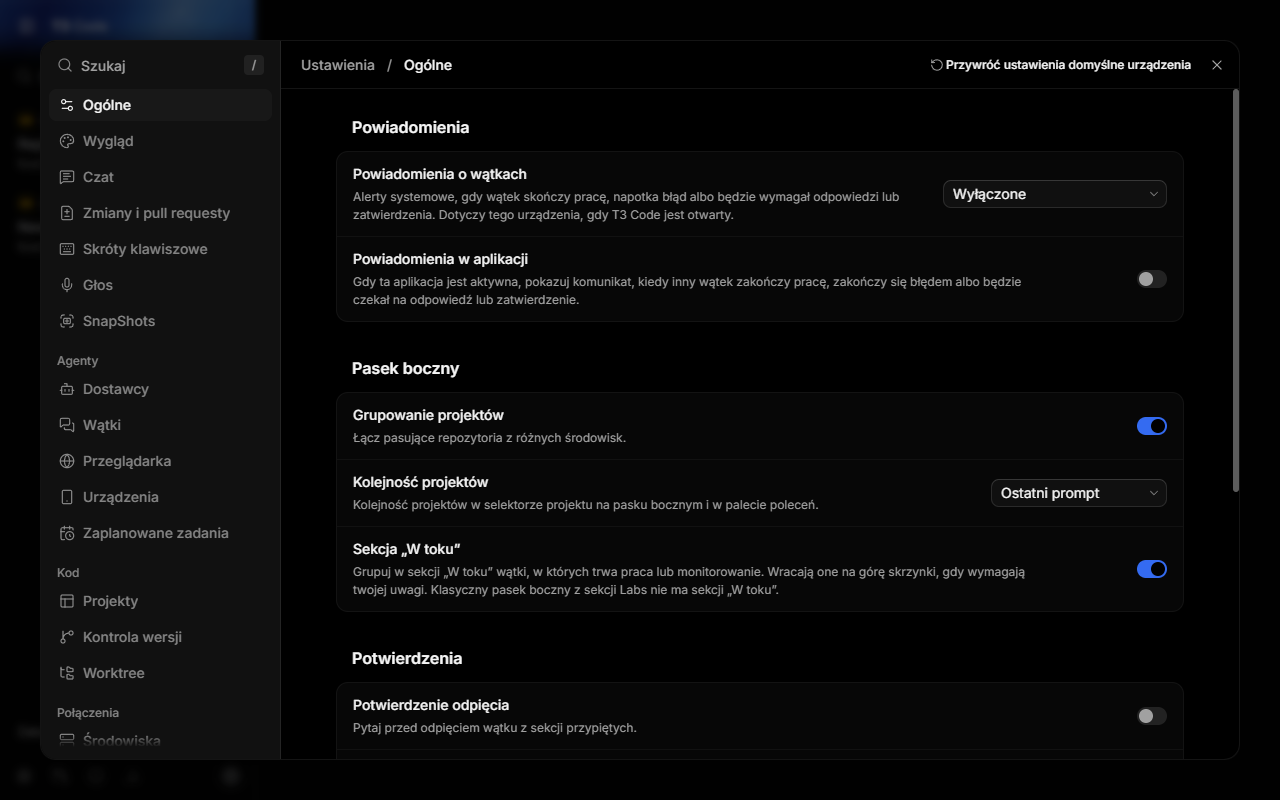 Szukaj
/
Ogólne
Wygląd
Czat
Zmiany i pull requesty
Skróty klawiszowe
Głos
SnapShots
Agenty
Dostawcy
Wątki
Przeglądarka
Urządzenia
Zaplanowane zadania
Kod
Projekty
Kontrola wersji
Worktree
Połączenia
Środowiska
Ustawienia / Ogólne
Przywróć ustawienia domyślne urządzenia
Powiadomienia
Powiadomienia o wątkach
Alerty systemowe, gdy wątek skończy pracę, napotka błąd albo będzie wymagał odpowiedzi lub
zatwierdzenia. Dotyczy tego urządzenia, gdy T3 Code jest otwarty.
Wyłączone
Powiadomienia w aplikacji
Gdy ta aplikacja jest aktywna, pokazuj komunikat, kiedy inny wątek zakończy pracę, zakończy się błędem albo będzie
czekał na odpowiedź lub zatwierdzenie.
Pasek boczny
Grupowanie projektów
Łącz pasujące repozytoria z różnych środowisk.
Kolejność projektów
Kolejność projektów w selektorze projektu na pasku bocznym i w palecie poleceń.
Ostatni prompt
Sekcja „W toku”
Grupuj w sekcji „W toku” wątki, w których trwa praca lub monitorowanie. Wracają one na górę skrzynki, gdy wymagają
twojej uwagi. Klasyczny pasek boczny z sekcji Labs nie ma sekcji „W toku”.
Potwierdzenia
Potwierdzenie odpięcia
Pytaj przed odpięciem wątku z sekcji przypiętych.